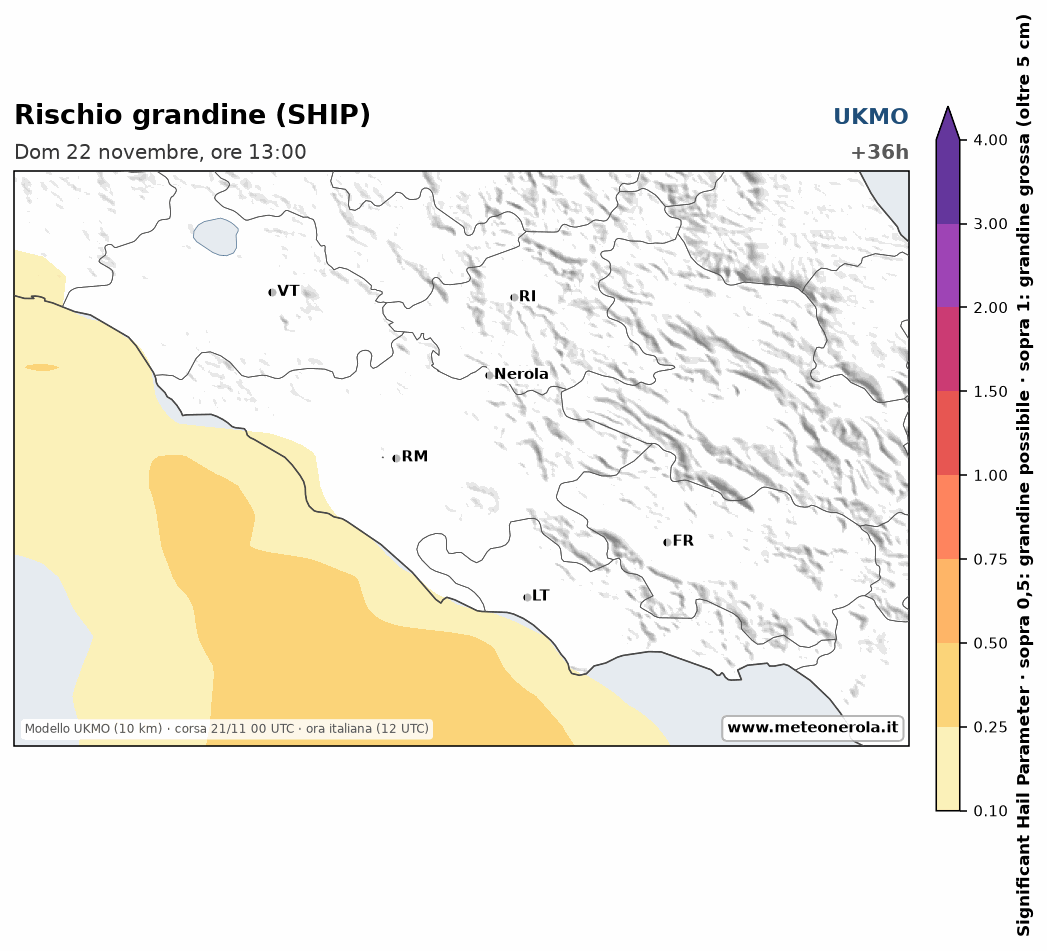 Rischio grandine (SHIP)
UKMO
Dom 22 novembre, ore 13:00
+36h
VT
RI
Nerola
RM
FR
LT
Modello UKMO (10 km) · corsa 21/11 00 UTC · ora italiana (12 UTC)
www.meteonerola.it
4.00
3.00
2.00
1.50
1.00
0.75
0.50
0.25
0.10
Significant Hail Parameter · sopra 0,5: grandine possibile · sopra 1: grandine grossa (oltre 5 cm)